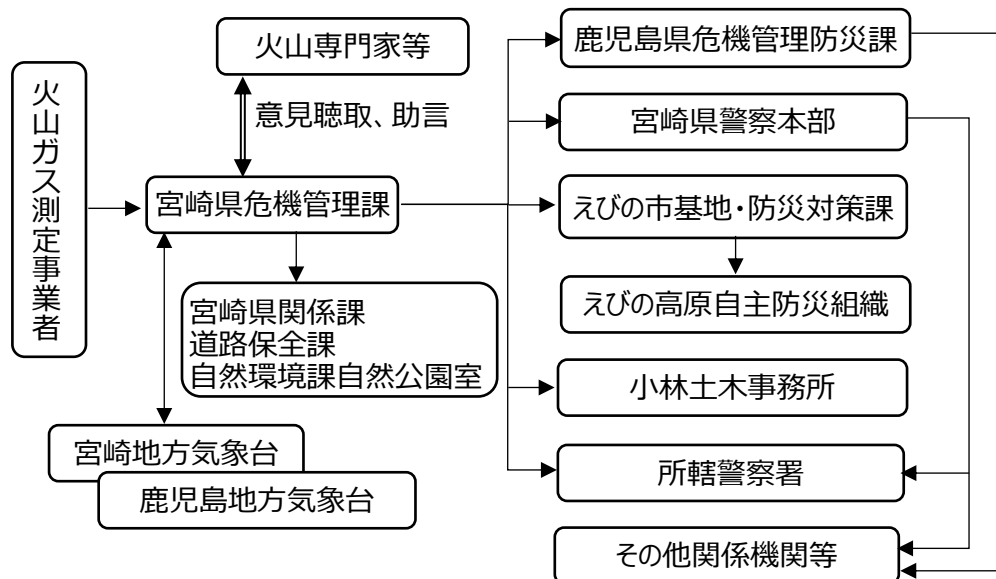 火山ガス測定事業者
火山専門家等
意見聴取、助言
宮崎県危機管理課
宮崎県関係課
道路保全課
自然環境課自然公園室
宮崎地方気象台
鹿児島地方気象台
鹿児島県危機管理防災課
宮崎県警察本部
えびの市基地・防災対策課
えびの高原自主防災組織
小林土木事務所
所轄警察署
その他関係機関等